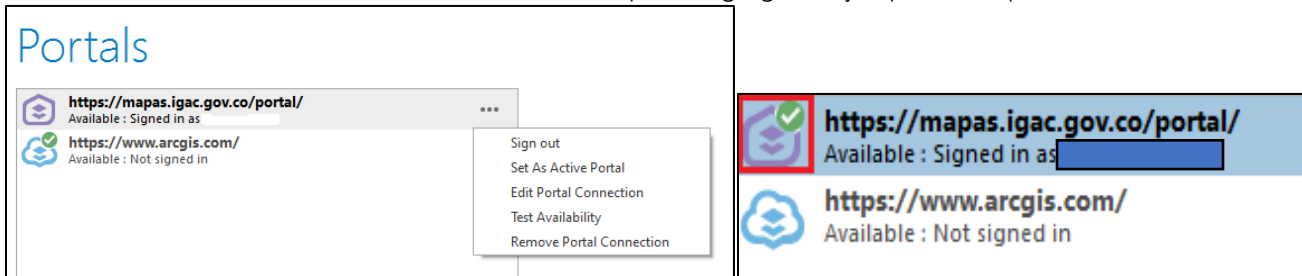 Portals
https://mapas.igac.gov.co/portal/
Available : Signed in as
https://www.arcgis.com/
Available : Not signed in
Sign out
Set As Active Portal
Edit Portal Connection
Test Availability
Remove Portal Connection
https://mapas.igac.gov.co/portal/
Available : Signed in as
https://www.arcgis.com/
Available : Not signed in